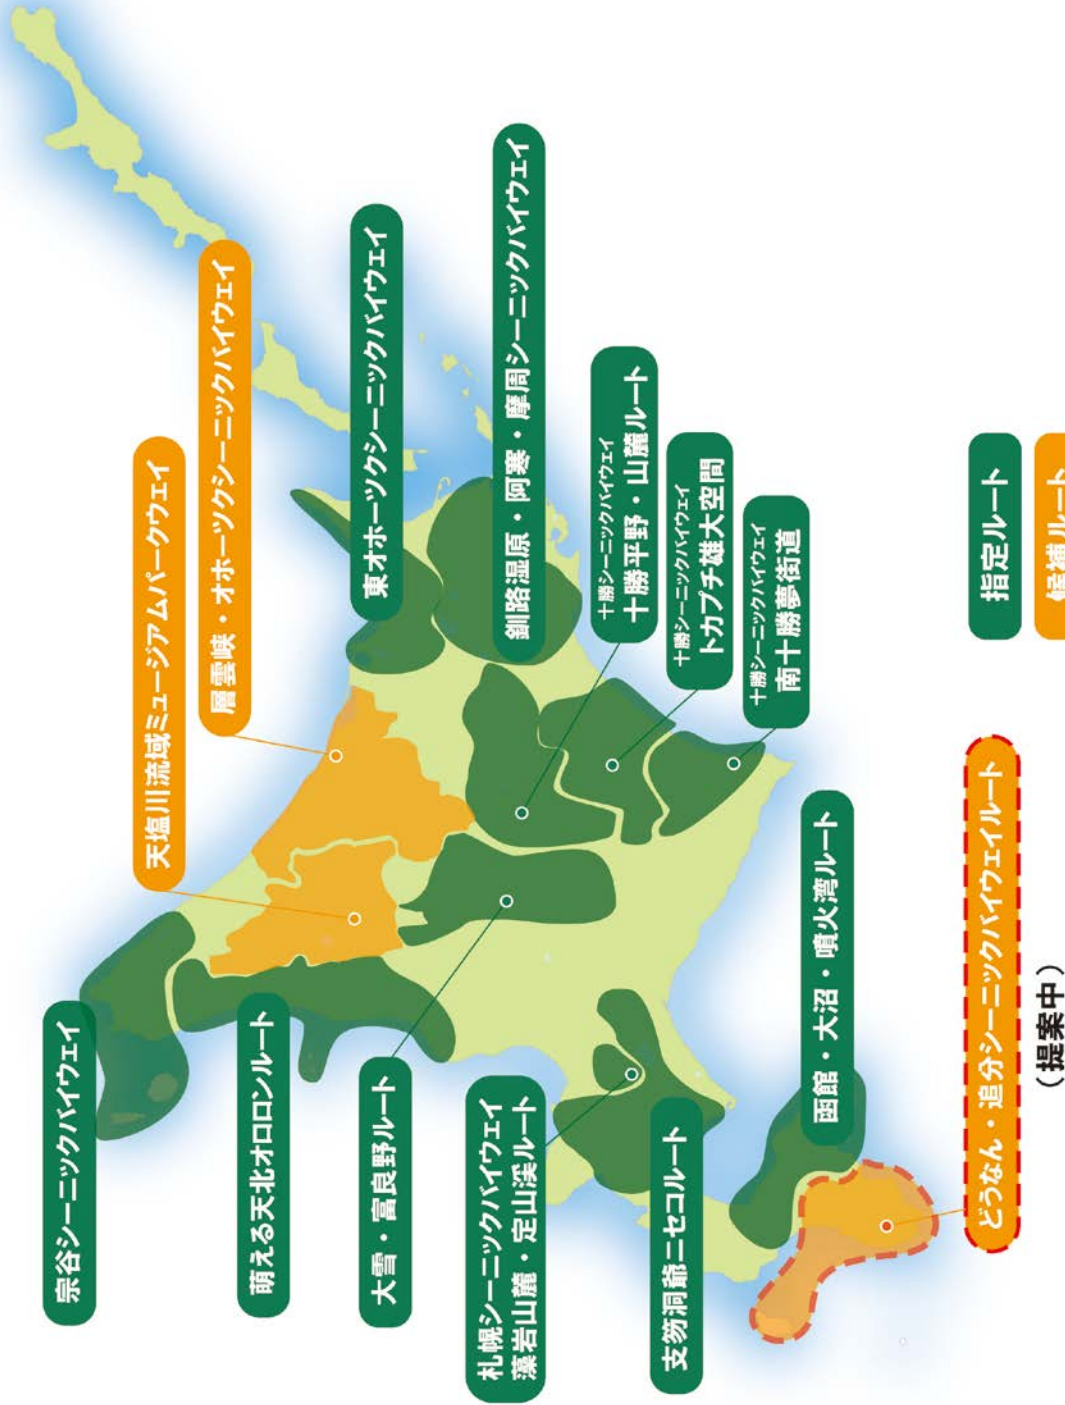 宗谷シーニックバイウェイ
萌える天北オロロンルート
大雪・富良野ルート
札幌シーニックバイウェイ
藻岩山麓・定山渓ルート
支笏洞爺ニセコルート
天塩川流域ミュージアムパークウェイ
層雲峡・オホーツクシーニックバイウェイ
東オホーツクシーニックバイウェイ
釧路湿原・阿寒・摩周シーニックバイウェイ
十勝シーニックバイウェイ
十勝平野・山麓ルート
十勝シーニックバイウェイ
トカプチ雄大空間
十勝シーニックバイウェイ
南十勝夢街道
函館・大沼・噴火湾ルート
どうなん・追分シーニックバイウェイルート
（提案中）
指定ルート
候補ルート